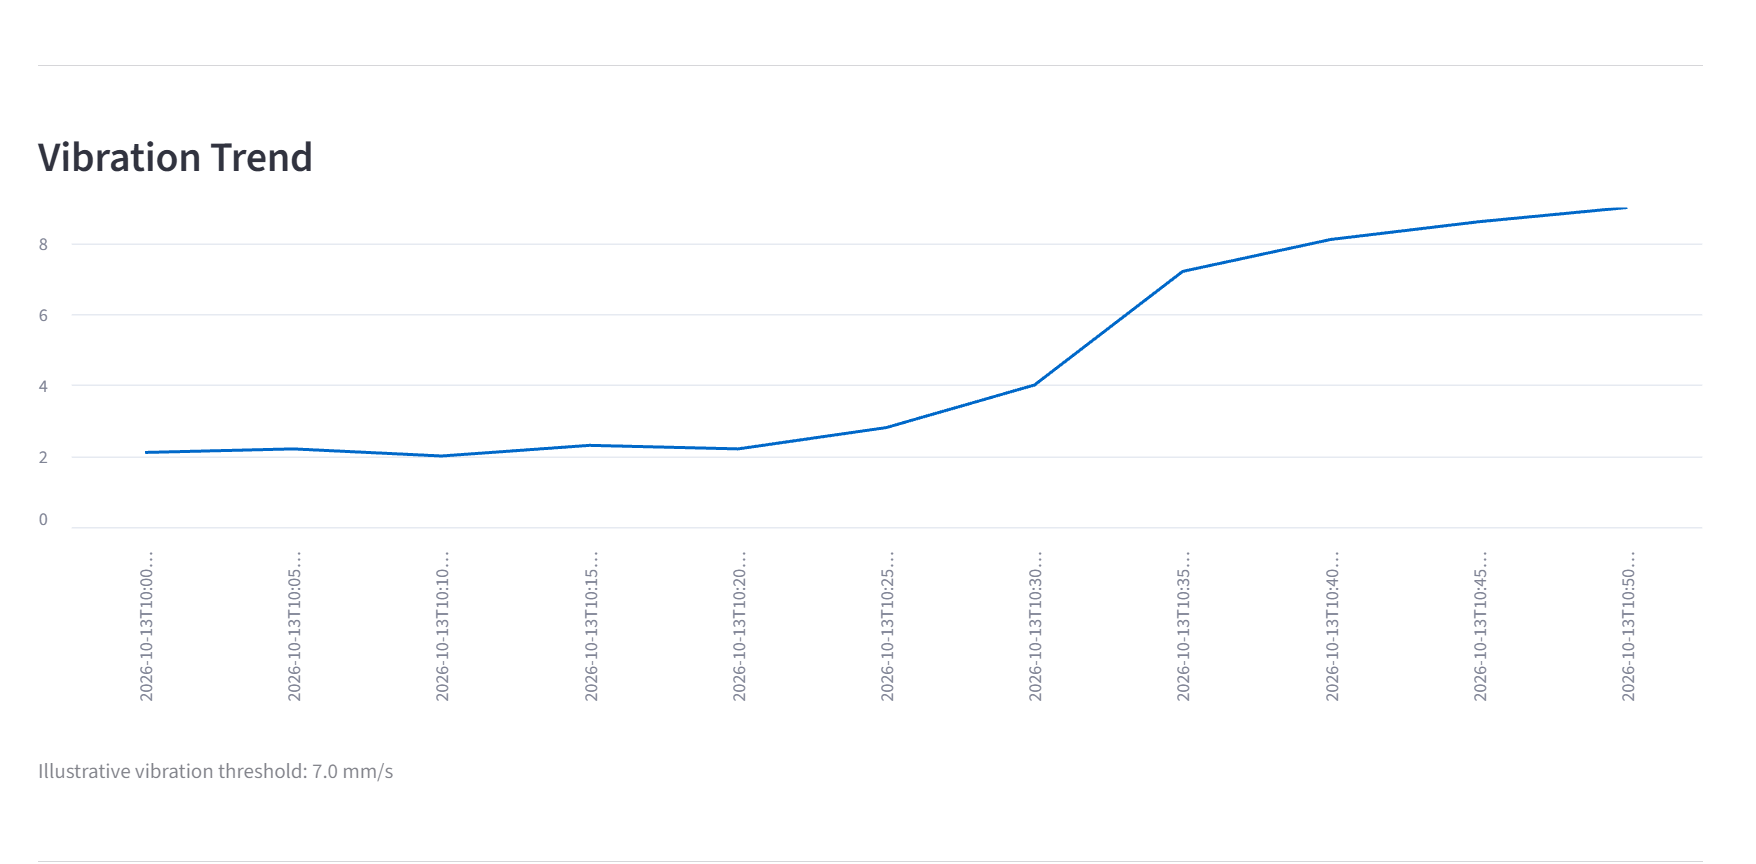 Vibration Trend
8
6
4
2
0
2026-10-13T10:00…
2026-10-13T10:05…
2026-10-13T10:10…
2026-10-13T10:15…
2026-10-13T10:20…
2026-10-13T10:25…
2026-10-13T10:30…
2026-10-13T10:35…
2026-10-13T10:40…
2026-10-13T10:45…
2026-10-13T10:50…
Illustrative vibration threshold: 7.0 mm/s